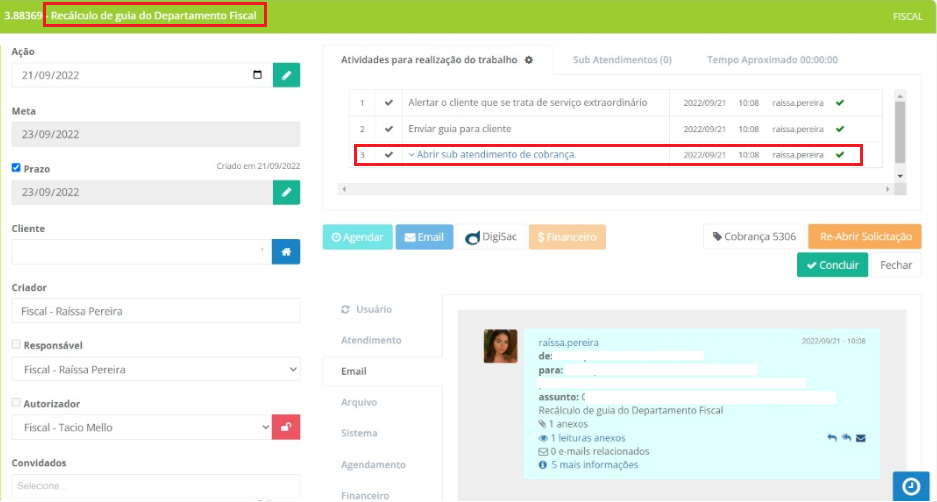 3.88369 - Recálculo de guia do Departamento Fiscal
FISCAL
Ação
21/09/2022
Meta
23/09/2022
Prazo
Criado em 21/09/2022
23/09/2022
Cliente
Criador
Fiscal - Raíssa Pereira
Responsável
Fiscal - Raíssa Pereira
Autorizador
Fiscal - Tacio Mello
Convidados
Selecione...
Atividades para realização do trabalho
Sub Atendimentos (0)
Tempo Aproximado 00:00:00
1 Alertar o cliente que se trata de serviço extraordinário 2022/09/21 10:08 raissa.pereira
2 Enviar guia para cliente 2022/09/21 10:08 raissa.pereira
3 Abrir sub atendimento de cobrança. 2022/09/21 10:08 raissa.pereira
Agendar
Email
DigiSac
$ Financeiro
Cobrança 5306
Re-Abrir Solicitação
Concluir
Fechar
Usuário
Atendimento
Email
Arquivo
Sistema
Agendamento
Financeiro
raíssa.pereira
2022/09/21 - 10:08
de:
para:
assunto:
Recálculo de guia do Departamento Fiscal
1 anexos
1 leituras anexos
0 e-mails relacionados
5 mais informações